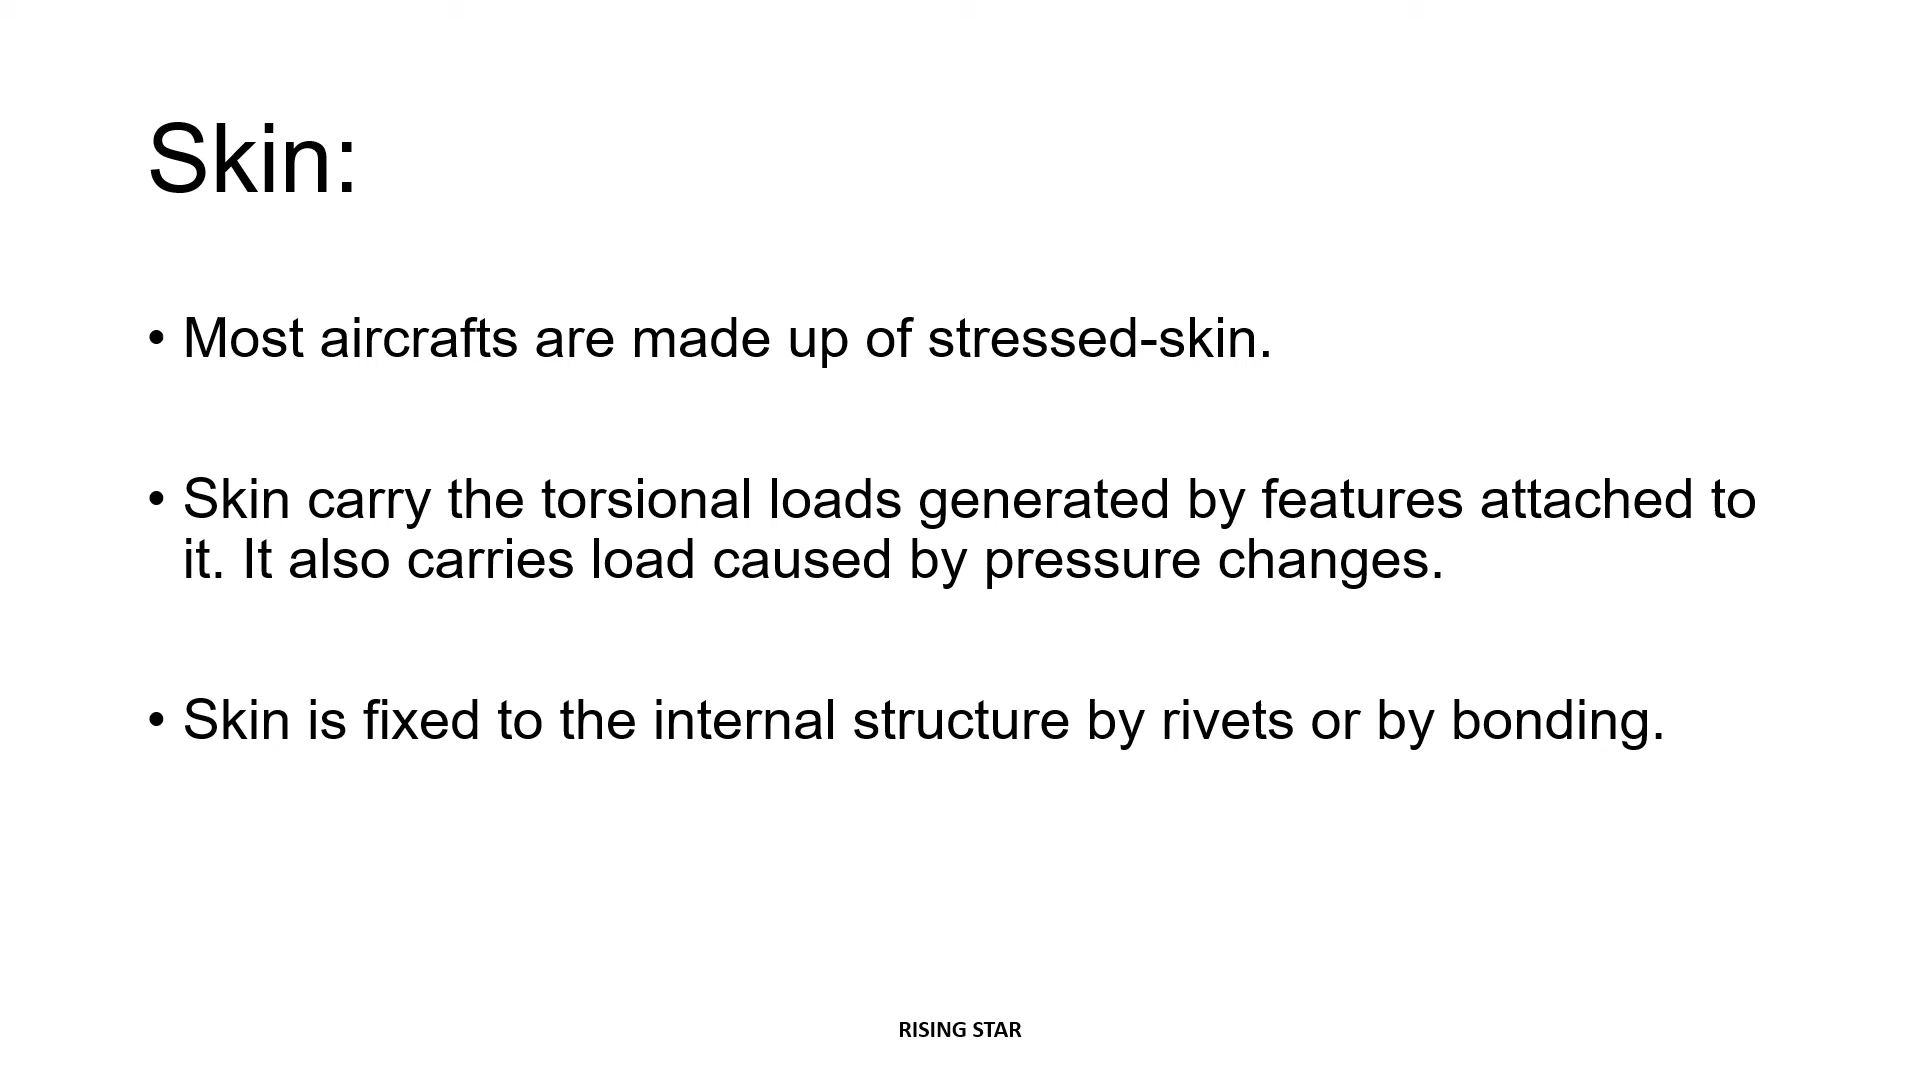 Skin:
• Most aircrafts are made up of stressed-skin.
• Skin carry the torsional loads generated by features attached to
it. It also carries load caused by pressure changes.
• Skin is fixed to the internal structure by rivets or by bonding.
RISING STAR